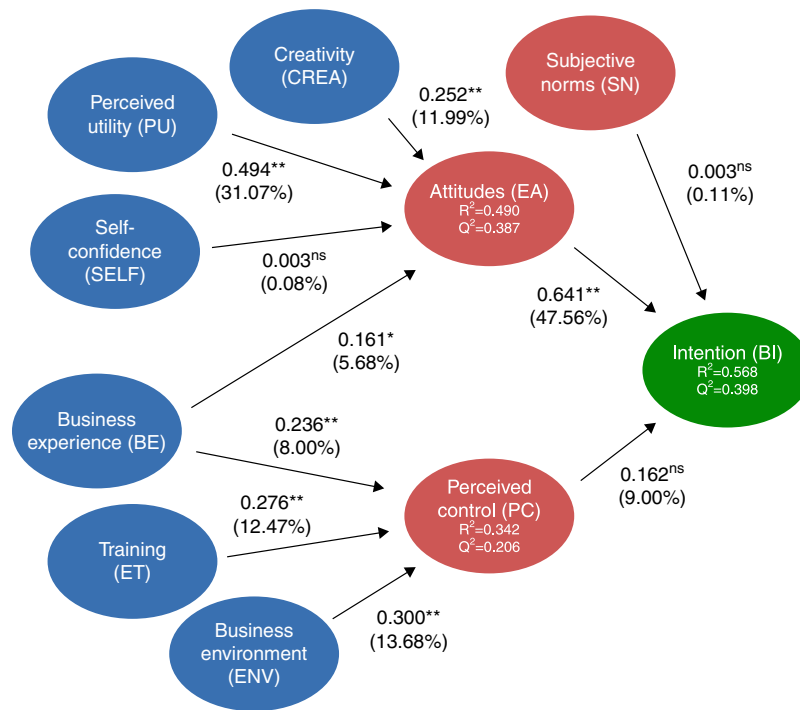 Creativity
(CREA)
Subjective
norms (SN)
Perceived
utility (PU)
0.252**
(11.99%)
0.494**
(31.07%)
Attitudes (EA)
R²=0.490
Q²=0.387
0.003ns
(0.11%)
Self-
confidence
(SELF)
0.003ns
(0.08%)
0.641**
(47.56%)
0.161*
(5.68%)
Intention (BI)
R²=0.568
Q²=0.398
Business
experience (BE)
0.236**
(8.00%)
0.162ns
(9.00%)
Perceived
control (PC)
R²=0.342
Q²=0.206
0.276**
(12.47%)
Training
(ET)
0.300**
(13.68%)
Business
environment
(ENV)